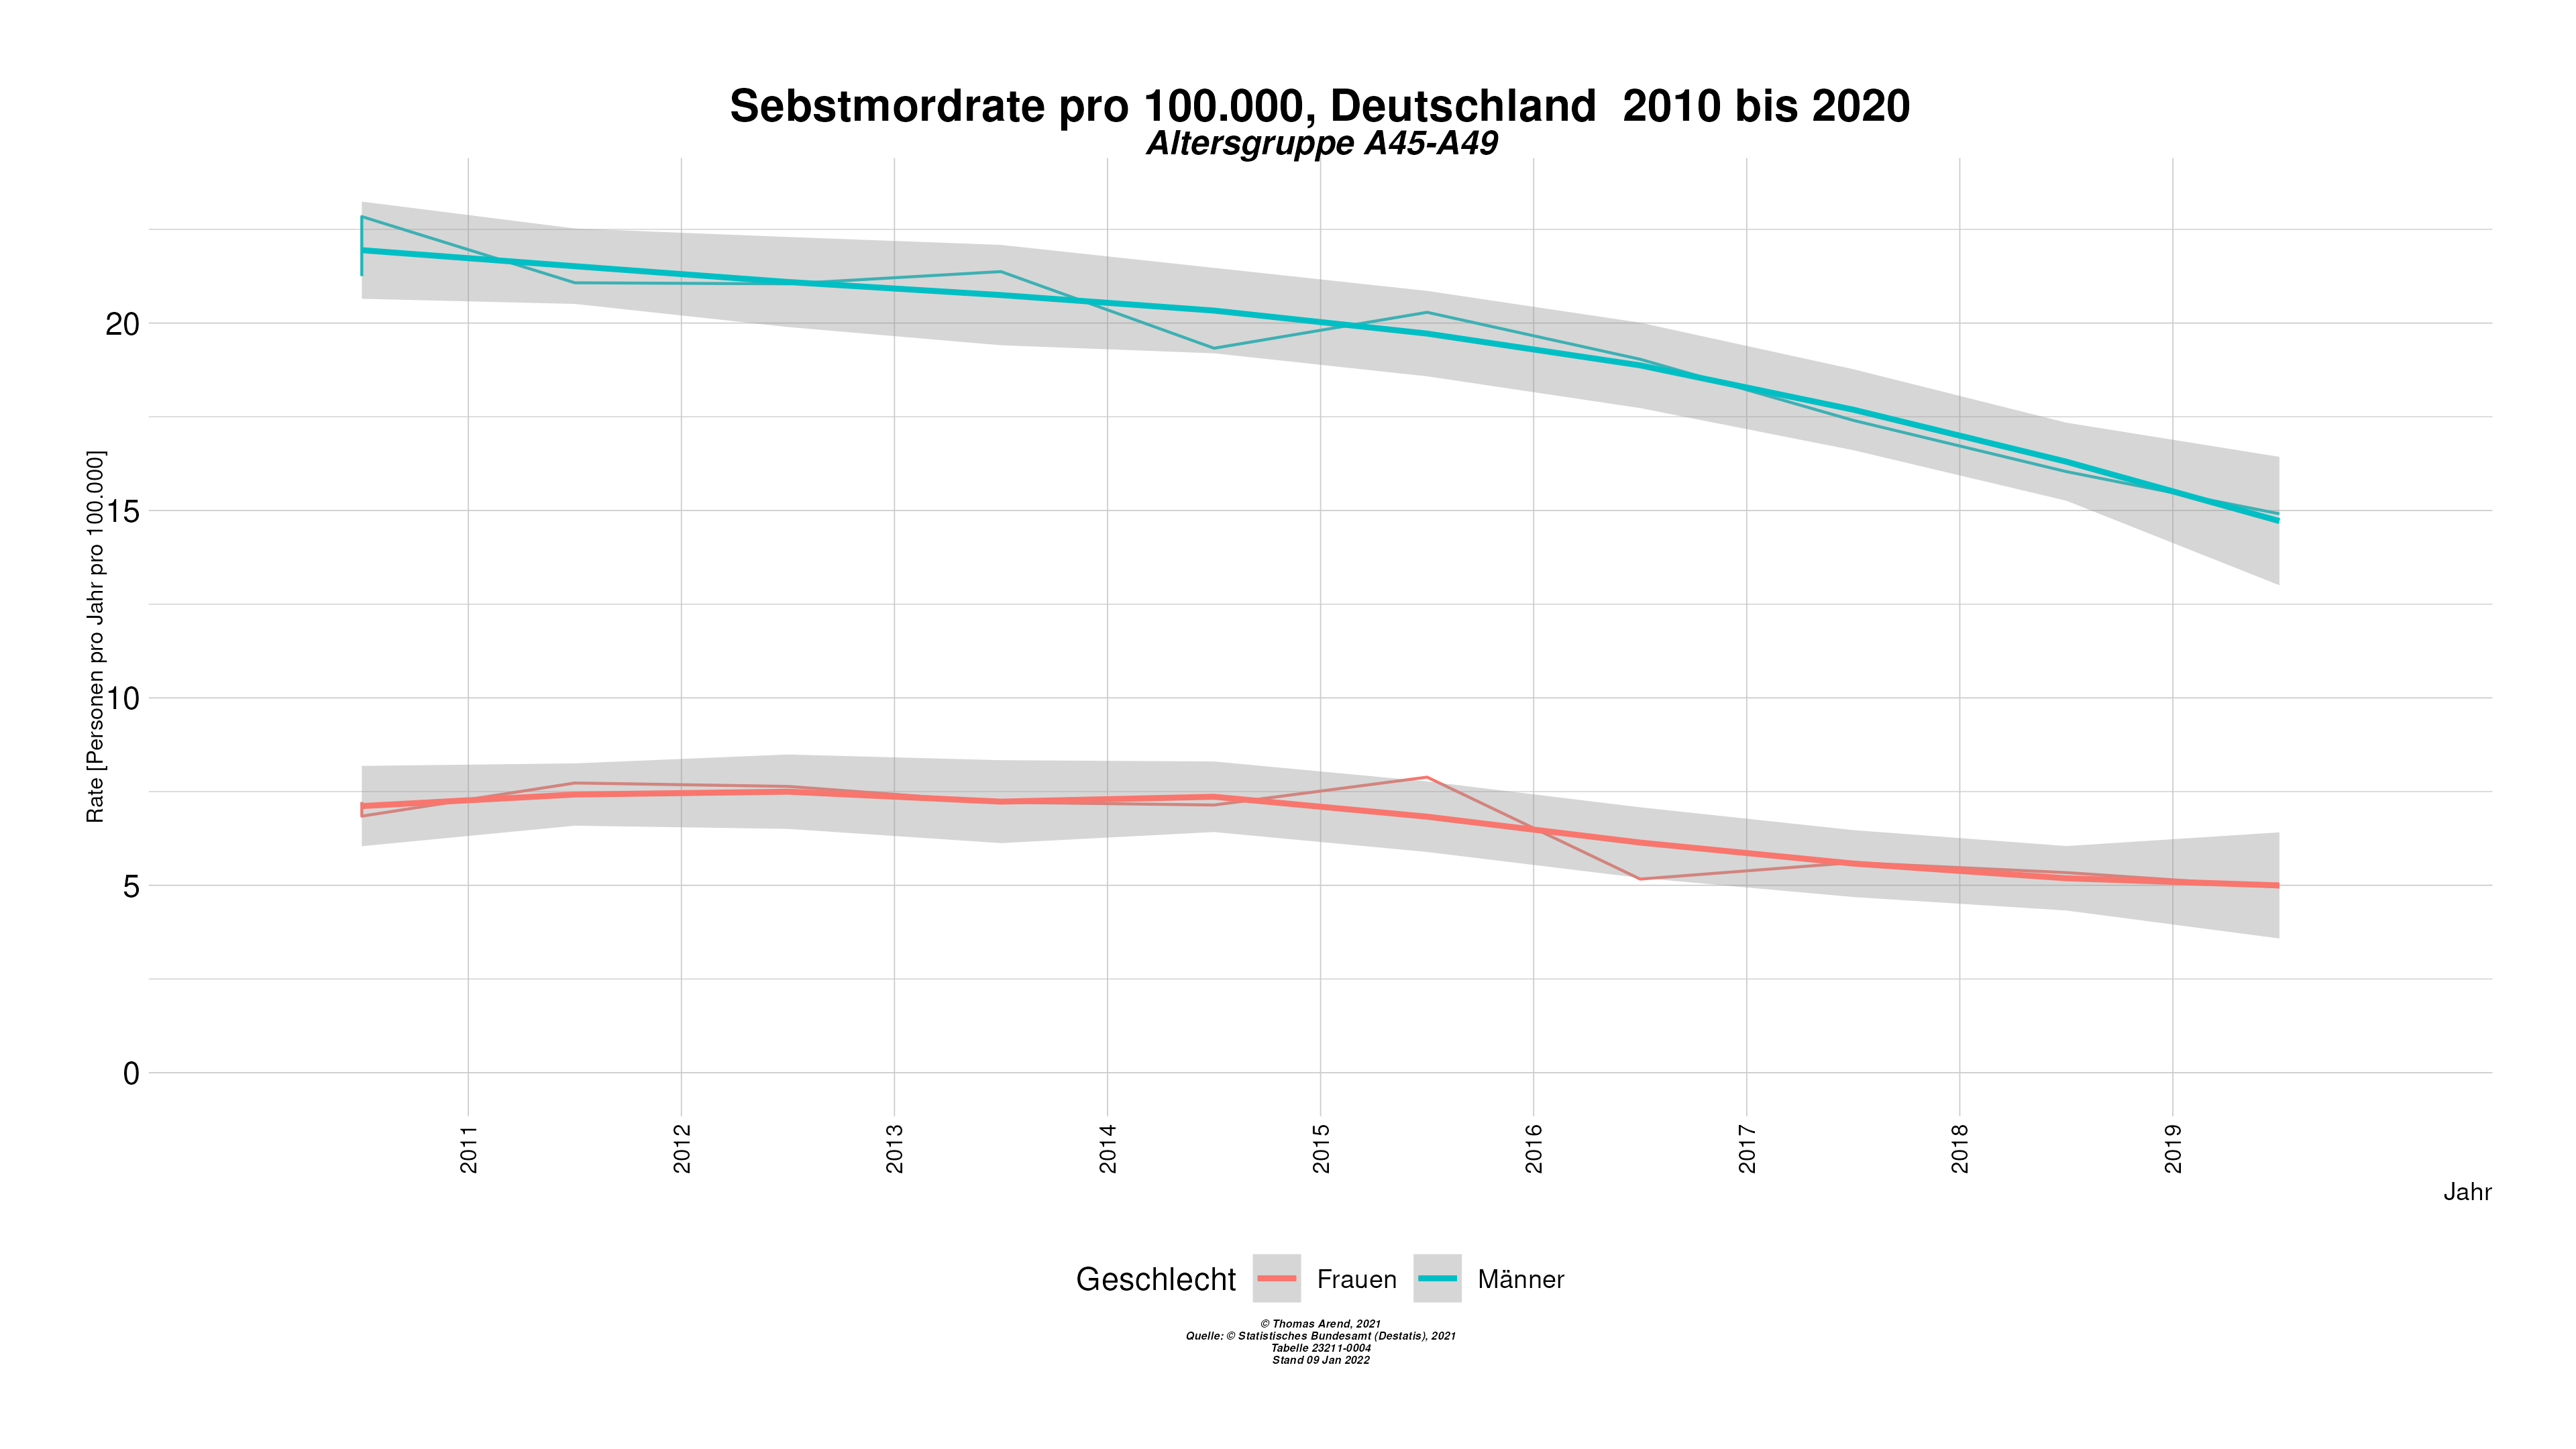 Sebstmordrate pro 100.000, Deutschland  2010 bis 2020
Altersgruppe A45-A49
Rate [Personen pro Jahr pro 100.000]
20
15
10
5
0
2011
2012
2013
2014
2015
2016
2017
2018
2019
Jahr
Geschlecht Frauen Männer
© Thomas Arend, 2021
Quelle: © Statistisches Bundesamt (Destatis), 2021
Tabelle 23211-0004
Stand 09 Jan 2022